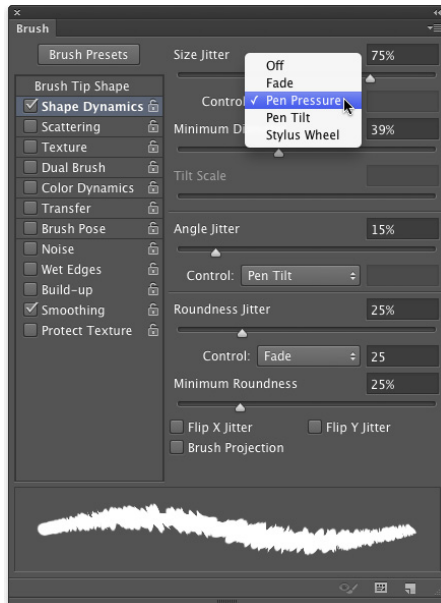 Brush
Brush Presets
Size Jitter 75%
Off
Fade
Brush Tip Shape
Shape Dynamics
Control ✓ Pen Pressure
Pen Tilt
Scattering
Minimum Di 39%
Stylus Wheel
Texture
Dual Brush
Tilt Scale
Color Dynamics
Transfer
Brush Pose
Angle Jitter 15%
Noise
Wet Edges
Control: Pen Tilt
Build-up
Smoothing
Roundness Jitter 25%
Protect Texture
Control: Fade 25
Minimum Roundness 25%
Flip X Jitter Flip Y Jitter
Brush Projection